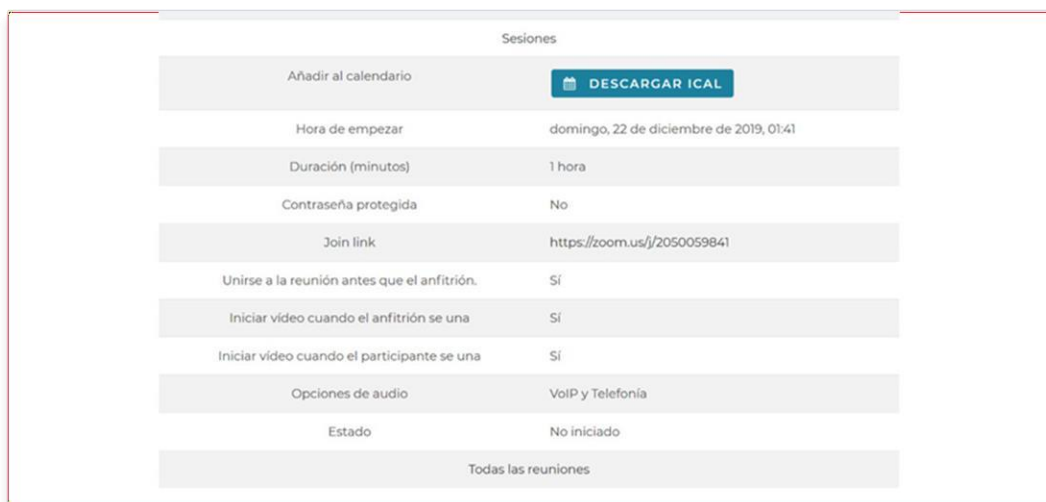 Sesiones
Añadir al calendario DESCARGAR ICAL
Hora de empezar domingo, 22 de diciembre de 2019, 01:41
Duración (minutos) 1 hora
Contraseña protegida No
Join link https://zoom.us/j/2050059841
Unirse a la reunión antes que el anfitrión. Sí
Iniciar vídeo cuando el anfitrión se una Sí
Iniciar vídeo cuando el participante se una Sí
Opciones de audio VoIP y Telefonía
Estado No iniciado
Todas las reuniones